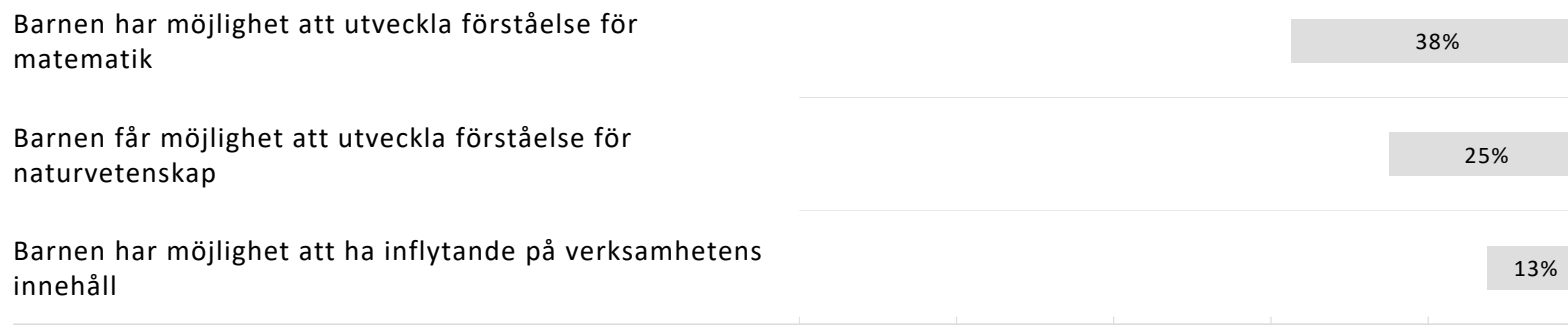 Barnen har möjlighet att utveckla förståelse för
matematik
38%
Barnen får möjlighet att utveckla förståelse för
naturvetenskap
25%
Barnen har möjlighet att ha inflytande på verksamhetens
innehåll
13%